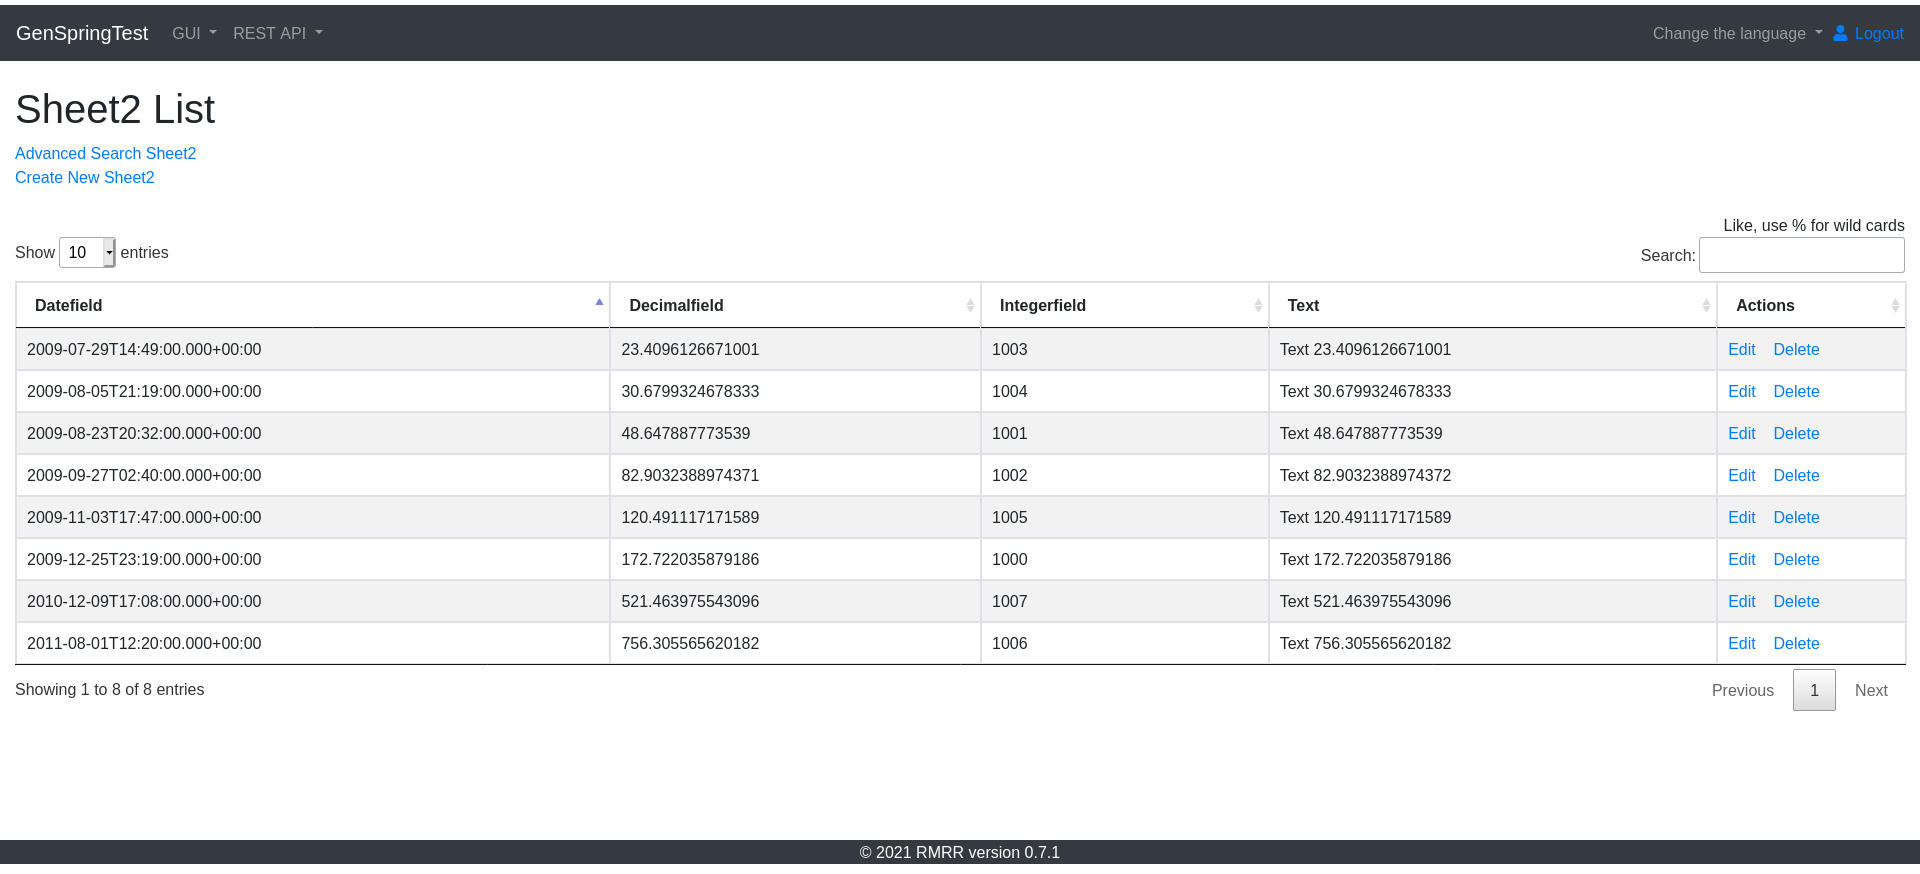 GenSpringTest GUI REST API Change the language Logout
Sheet2 List
Advanced Search Sheet2
Create New Sheet2
Like, use % for wild cards
Show 10 entries Search:
Datefield Decimalfield Integerfield Text Actions
2009-07-29T14:49:00.000+00:00 23.4096126671001 1003 Text 23.4096126671001 Edit Delete
2009-08-05T21:19:00.000+00:00 30.6799324678333 1004 Text 30.6799324678333 Edit Delete
2009-08-23T20:32:00.000+00:00 48.647887773539 1001 Text 48.647887773539 Edit Delete
2009-09-27T02:40:00.000+00:00 82.9032388974371 1002 Text 82.9032388974372 Edit Delete
2009-11-03T17:47:00.000+00:00 120.491117171589 1005 Text 120.491117171589 Edit Delete
2009-12-25T23:19:00.000+00:00 172.722035879186 1000 Text 172.722035879186 Edit Delete
2010-12-09T17:08:00.000+00:00 521.463975543096 1007 Text 521.463975543096 Edit Delete
2011-08-01T12:20:00.000+00:00 756.305565620182 1006 Text 756.305565620182 Edit Delete
Showing 1 to 8 of 8 entries Previous 1 Next
© 2021 RMRR version 0.7.1